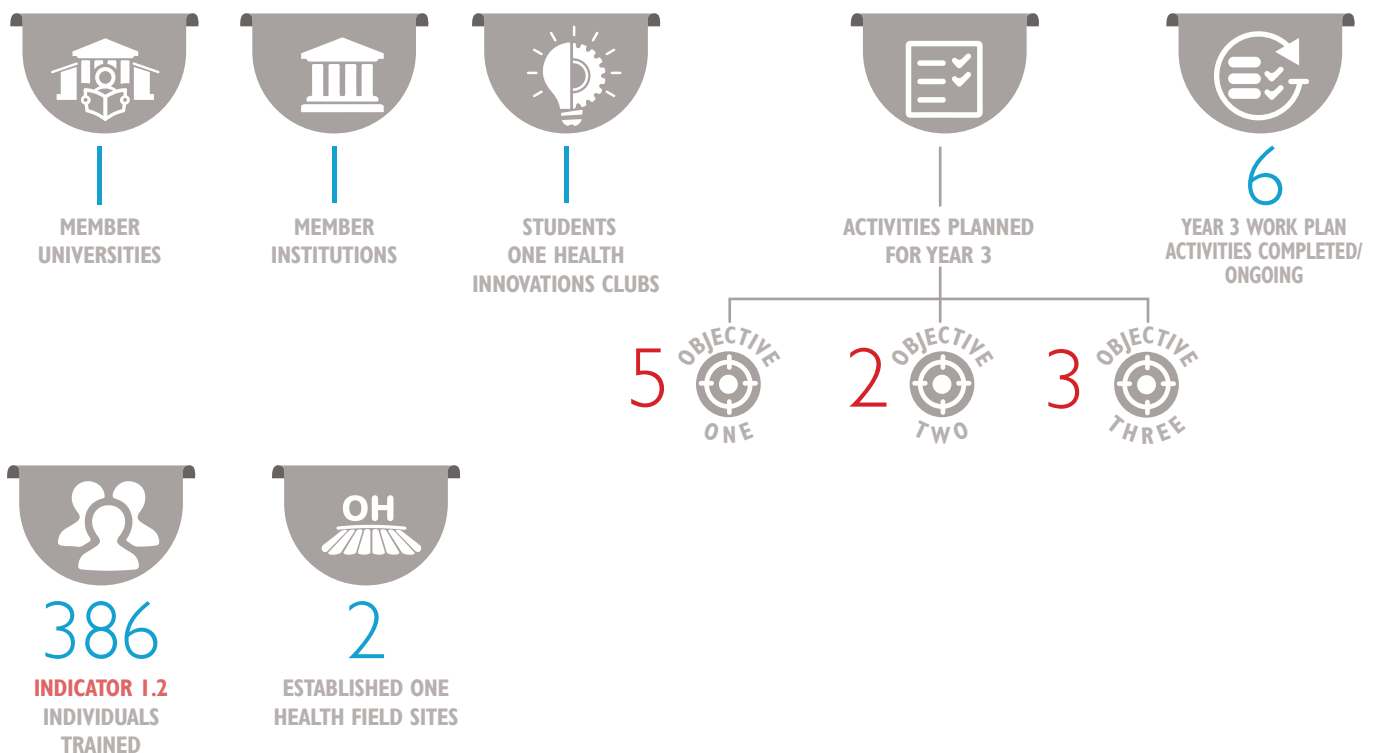 1
MEMBER
UNIVERSITIES
1
MEMBER
INSTITUTIONS
1
STUDENTS
ONE HEALTH
INNOVATIONS CLUBS
ACTIVITIES PLANNED
FOR YEAR 3
5
OBJECTIVE
ONE
2
OBJECTIVE
TWO
3
OBJECTIVE
THREE
6
YEAR 3 WORK PLAN
ACTIVITIES COMPLETED/
ONGOING
386
INDICATOR 1.2
INDIVIDUALS
TRAINED
OH
2
ESTABLISHED ONE
HEALTH FIELD SITES